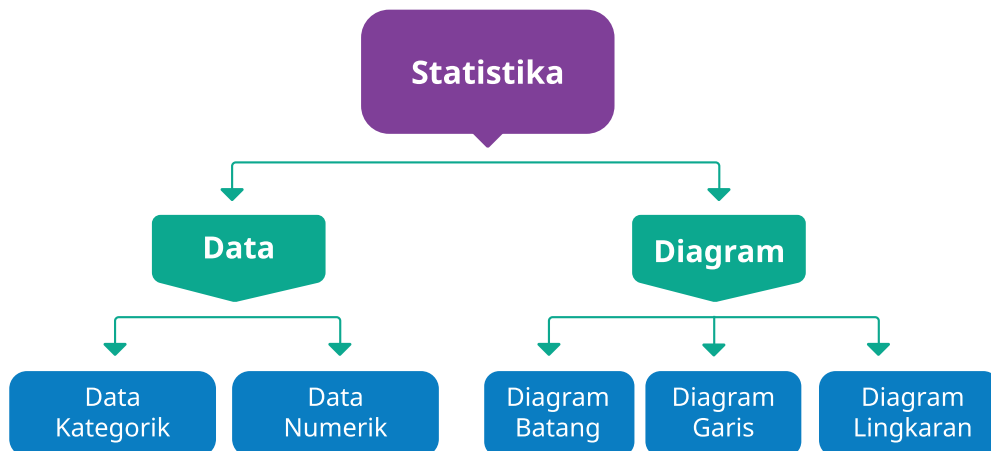 Statistika
Data
Diagram
Data
Kategorik
Data
Numerik
Diagram
Batang
Diagram
Garis
Diagram
Lingkaran